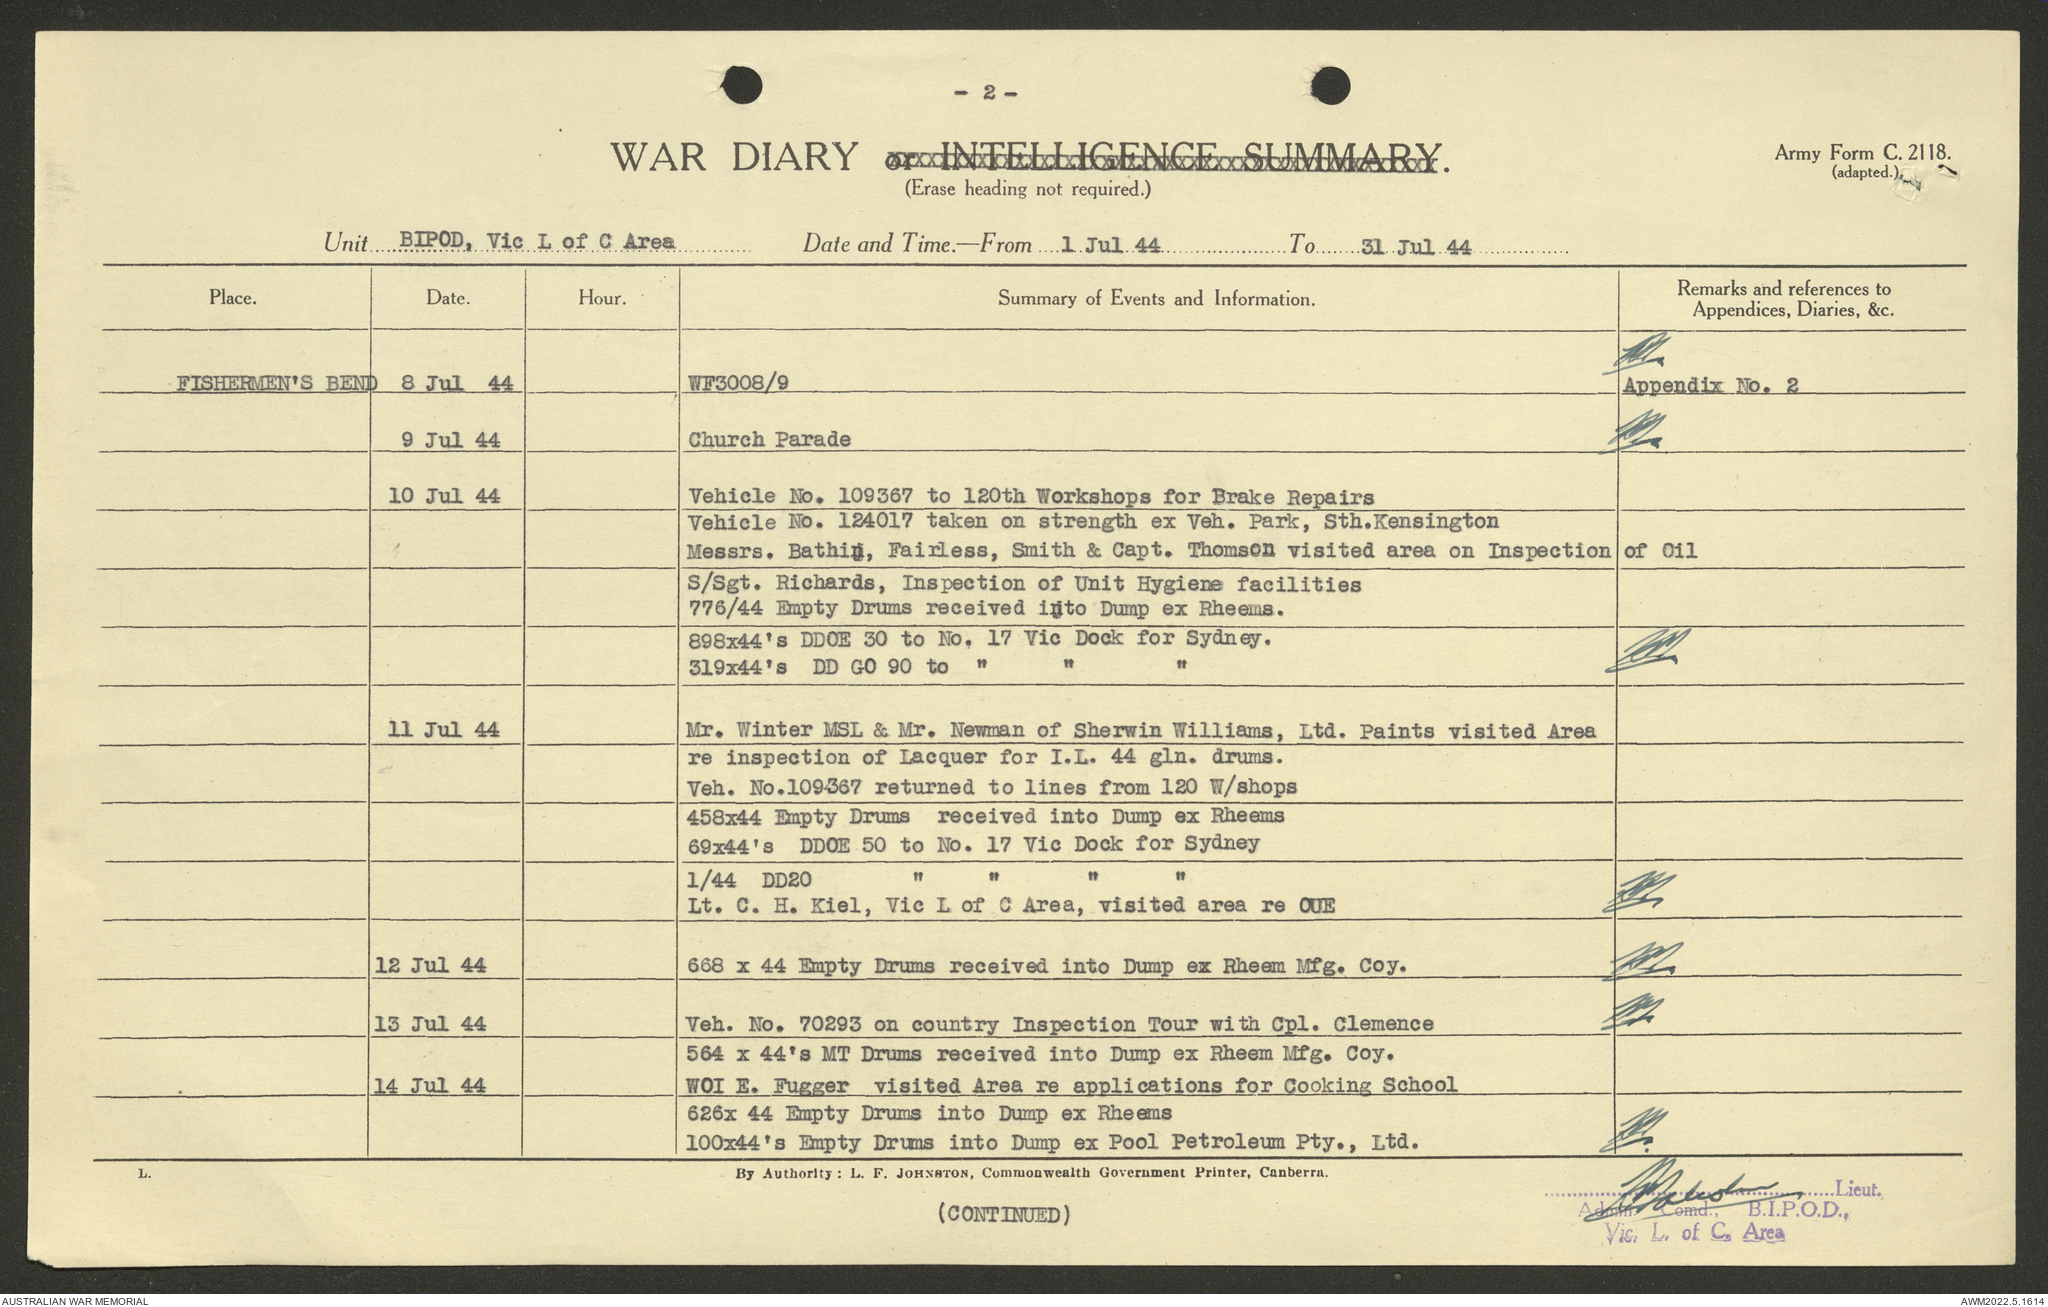 - 2 -
WAR DIARY or INTELLIGENCE SUMMARY.
(Erase heading not required.)
Army Form C. 2118.
(adapted.)
Unit BIPOD, Vic L of C Area Date and Time.—From 1 Jul 44 To 31 Jul 44
Place. Date. Hour. Summary of Events and Information. Remarks and references to
Appendices, Diaries, &c.
FISHERMEN'S BEND 8 Jul 44 WF3008/9 Appendix No. 2
9 Jul 44 Church Parade
10 Jul 44 Vehicle No. 109367 to 120th Workshops for Brake Repairs
Vehicle No. 124017 taken on strength ex Veh. Park, Sth.Kensington
Messrs. Bathin, Fairless, Smith & Capt. Thomson visited area on Inspection of Oil
S/Sgt. Richards, Inspection of Unit Hygiene facilities
776/44 Empty Drums received into Dump ex Rheems.
898x44's DDOE 30 to No. 17 Vic Dock for Sydney.
319x44's DD GO 90 to " " "
11 Jul 44 Mr. Winter MSL & Mr. Newman of Sherwin Williams, Ltd. Paints visited Area
re inspection of Lacquer for I.L. 44 gln. drums.
Veh. No.109367 returned to lines from 120 W/shops
458x44 Empty Drums received into Dump ex Rheems
69x44's DDOE 50 to No. 17 Vic Dock for Sydney
1/44 DD20 " " " "
Lt. C. H. Kiel, Vic L of C Area, visited area re OUE
12 Jul 44 668 x 44 Empty Drums received into Dump ex Rheem Mfg. Coy.
13 Jul 44 Veh. No. 70293 on country Inspection Tour with Cpl. Clemence
564 x 44's MT Drums received into Dump ex Rheem Mfg. Coy.
14 Jul 44 WOI E. Fugger visited Area re applications for Cooking School
626x 44 Empty Drums into Dump ex Rheems
100x44's Empty Drums into Dump ex Pool Petroleum Pty., Ltd.
L. By Authority: L. F. JOHNSTON, Commonwealth Government Printer, Canberra.
(CONTINUED)
Lieut.
Admin. Comd., B.I.P.O.D.,
Vic. L. of C. Area
AUSTRALIAN WAR MEMORIAL AWM2022.5.1614